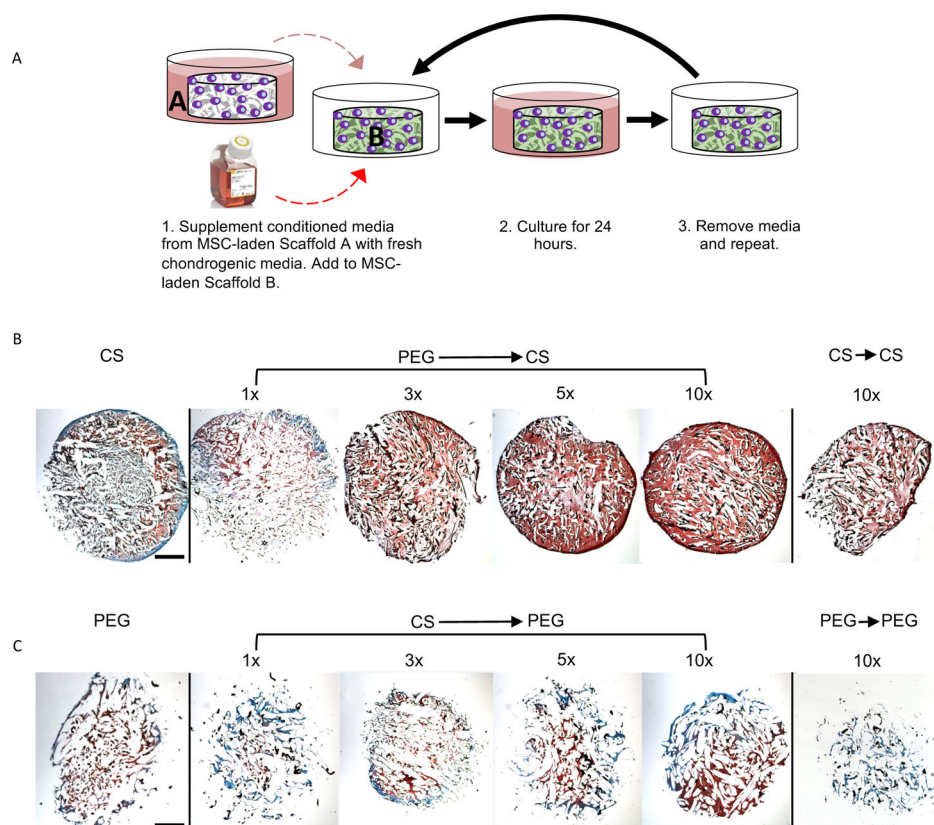 A
A
B
1. Supplement conditioned media
from MSC-laden Scaffold A with fresh
chondrogenic media. Add to MSC-
laden Scaffold B.
2. Culture for 24
hours.
3. Remove media
and repeat.
B
CS
PEG
CS
CS
CS
1x
3x
5x
10x
10x
PEG
CS
PEG
PEG
PEG
C
1x
3x
5x
10x
10x